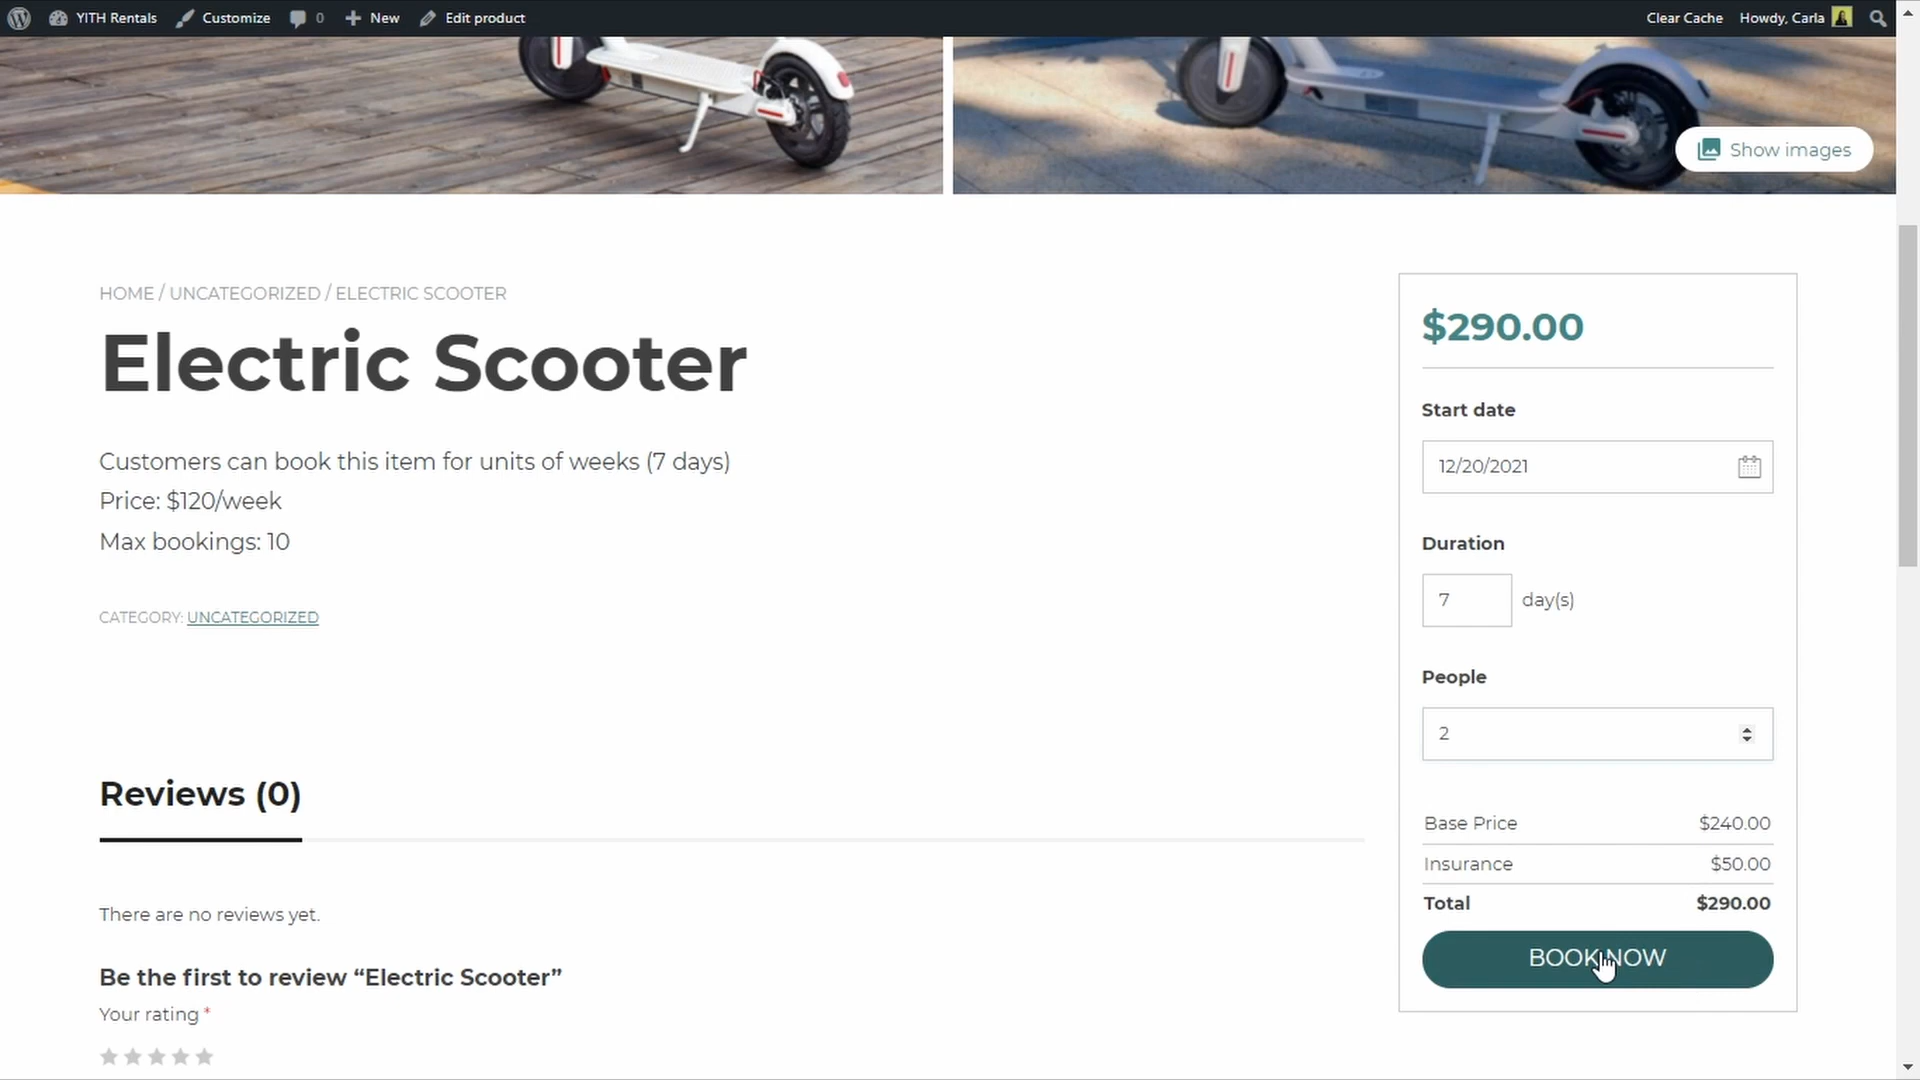 YITH Rentals Customize 0 New Edit product Clear Cache Howdy, Carla
Show images
HOME / UNCATEGORIZED / ELECTRIC SCOOTER
Electric Scooter
Customers can book this item for units of weeks (7 days)
Price: $120/week
Max bookings: 10
CATEGORY: UNCATEGORIZED
Reviews (0)
There are no reviews yet.
Be the first to review “Electric Scooter”
Your rating *
$290.00
Start date
12/20/2021
Duration
7 day(s)
People
2
Base Price $240.00
Insurance $50.00
Total $290.00
BOOK NOW